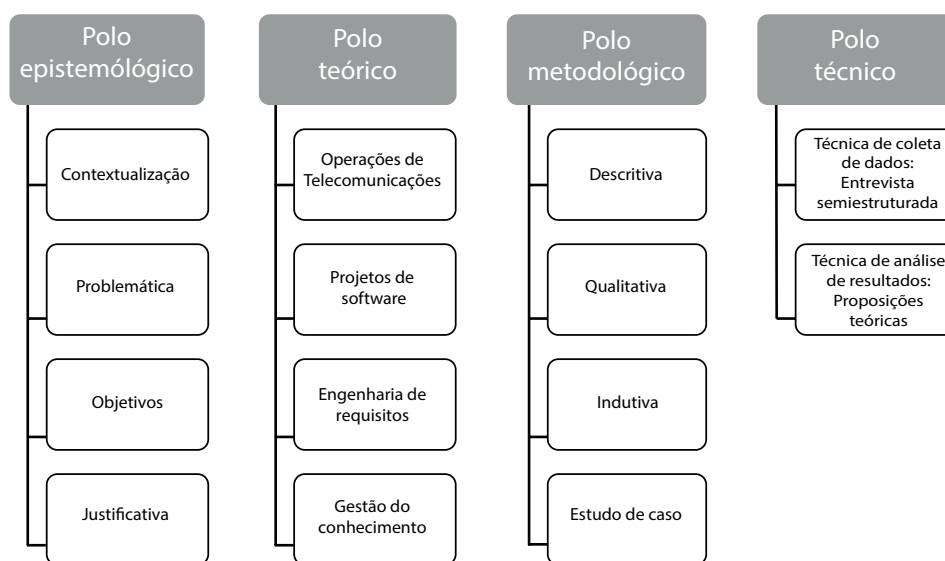 Polo
epistemólógico
Contextualização
Problemática
Objetivos
Justificativa
Polo
teórico
Operações de
Telecomunicações
Projetos de
software
Engenharia de
requisitos
Gestão do
conhecimento
Polo
metodológico
Descritiva
Qualitativa
Indutiva
Estudo de caso
Polo
técnico
Técnica de coleta
de dados:
Entrevista
semiestruturada
Técnica de análise
de resultados:
Proposições
teóricas